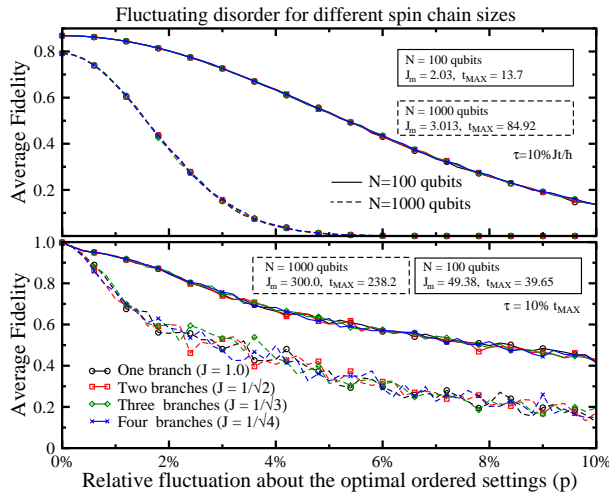 Fluctuating disorder for different spin chain sizes
Average Fidelity
0.8
0.6
0.4
0.2
N = 100 qubits
J_m = 2.03, t_MAX = 13.7
N = 1000 qubits
J_m = 3.013, t_MAX = 84.92
τ=10%Jt/h
N=100 qubits
N=1000 qubits
Average Fidelity
1.0
0.8
0.6
0.4
0.2
0
N = 1000 qubits
J_m = 300.0, t_MAX = 238.2
N = 100 qubits
J_m = 49.38, t_MAX = 39.65
τ = 10% t_MAX
One branch (J = 1.0)
Two branches (J = 1/√2)
Three branches (J = 1/√3)
Four branches (J = 1/√4)
0% 2% 4% 6% 8% 10%
Relative fluctuation about the optimal ordered settings (p)